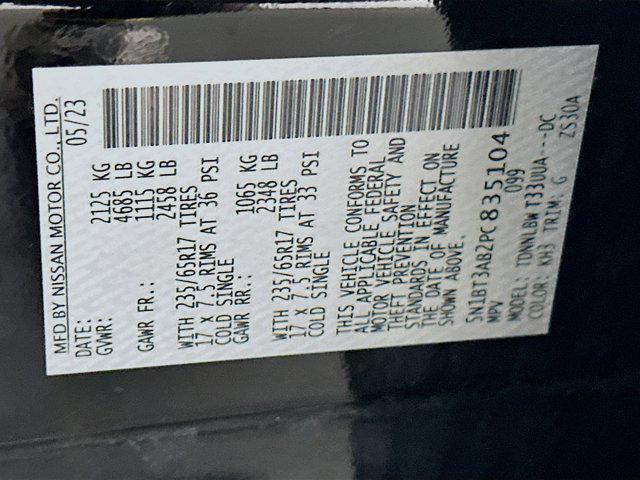 MFD BY NISSAN MOTOR CO., LTD.
DATE: 05/23
GVWR: 2125 KG
4685 LB
GAWR FR.: 1115 KG
2458 LB
WITH 235/65R17 TIRES
17 X 7.5 RIMS AT 36 PSI
COLD SINGLE
GAWR RR.: 1065 KG
2348 LB
WITH 235/65R17 TIRES
17 X 7.5 RIMS AT 33 PSI
COLD SINGLE
THIS VEHICLE CONFORMS TO
ALL APPLICABLE FEDERAL
MOTOR VEHICLE SAFETY AND
THEFT PREVENTION
STANDARDS IN EFFECT ON
THE DATE OF MANUFACTURE
SHOWN ABOVE.
5N1BT3AB2PC835104
MPV 099
MODEL: TDNNLBW T33UUA---DC
COLOR: KH3 TRIM: G ZS30A